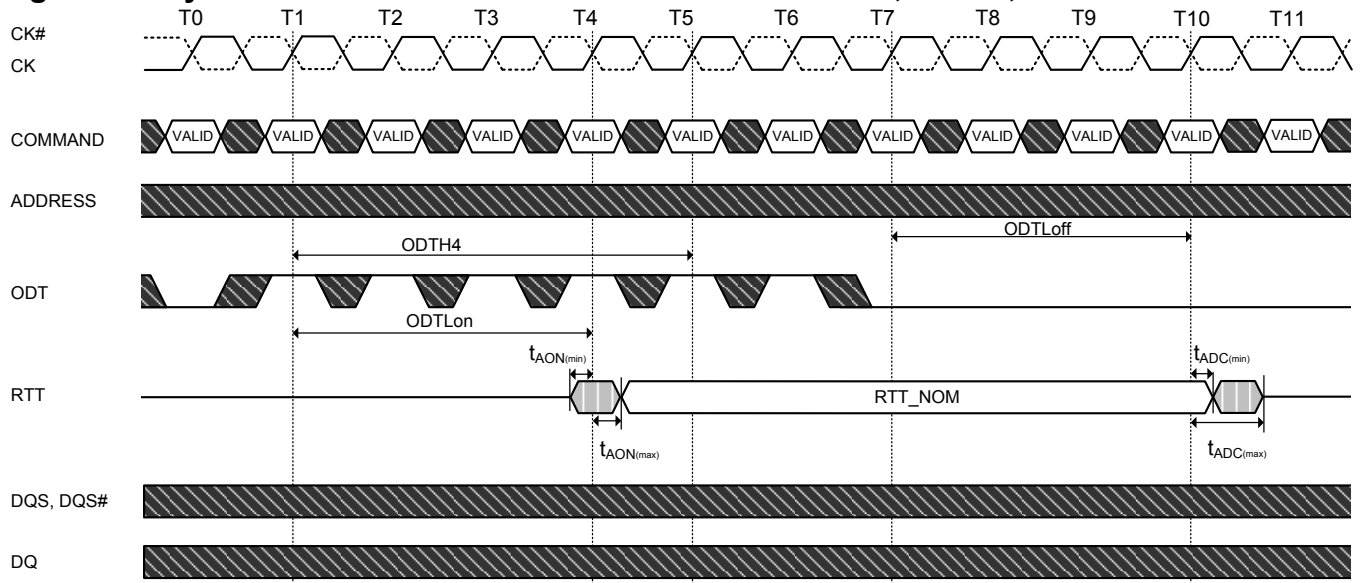 T0 T1 T2 T3 T4 T5 T6 T7 T8 T9 T10 T11
CK#
CK
COMMAND VALID VALID VALID VALID VALID VALID VALID VALID VALID VALID VALID VALID
ADDRESS
ODTLoff
ODTH4
ODT
ODTLon
tAON(min) tADC(min)
RTT RTT_NOM
tAON(max) tADC(max)
DQS, DQS#
DQ